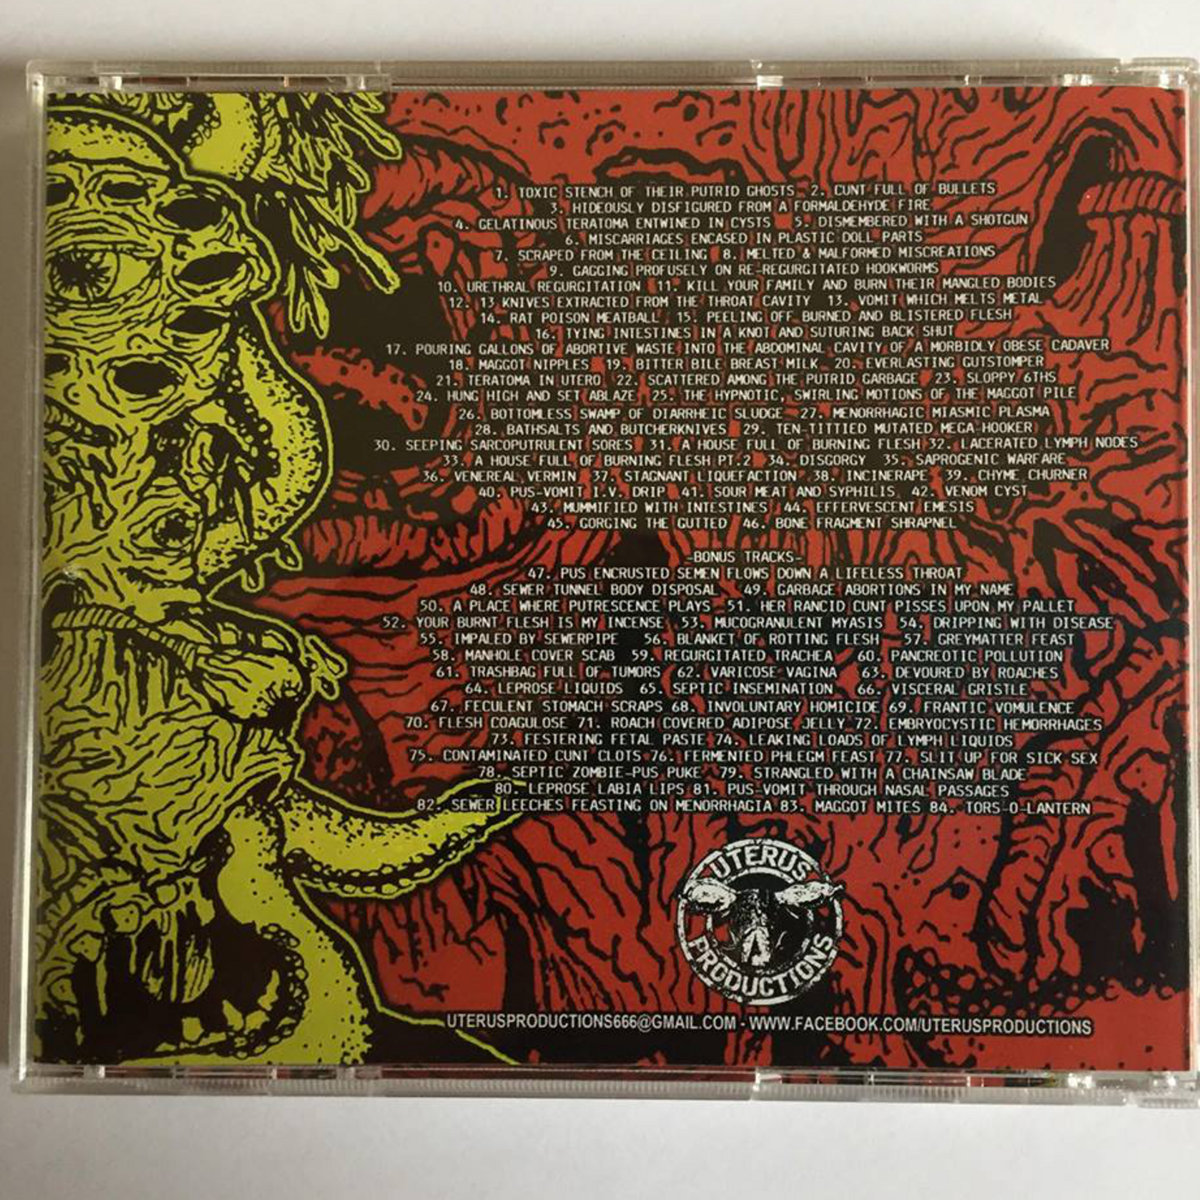 1. TOXIC STENCH OF THEIR PUTRID GHOSTS 2. CUNT FULL OF BULLETS
3. HIDEOUSLY DISFIGURED FROM A FORMALDEHYDE FIRE
4. GELATINOUS TERATOMA ENTWINED IN CYSTS 5. DISMEMBERED WITH A SHOTGUN
6. MISCARRIAGES ENCASED IN PLASTIC DOLL PARTS
7. SCRAPED FROM THE CEILING 8. MELTED & MALFORMED MISCREATIONS
9. GAGGING PROFUSELY ON RE-REGURGITATED HOOKWORMS
10. URETHRAL REGURGITATION 11. KILL YOUR FAMILY AND BURN THEIR MANGLED BODIES
12. 13 KNIVES EXTRACTED FROM THE THROAT CAVITY 13. VOMIT WHICH MELTS METAL
14. RAT POISON MEATBALL 15. PEELING OFF BURNED AND BLISTERED FLESH
16. TYING INTESTINES IN A KNOT AND SUTURING BACK SHUT
17. POURING GALLONS OF ABORTIVE WASTE INTO THE ABDOMINAL CAVITY OF A MORBIDLY OBESE CADAVER
18. MAGGOT NIPPLES 19. BITTER BILE BREAST MILK 20. EVERLASTING GUTSTOMPER
21. TERATOMA IN UTERO 22. SCATTERED AMONG THE PUTRID GARBAGE 23. SLOPPY 6THS
24. HUNG HIGH AND SET ABLAZE 25. THE HYPNOTIC, SWIRLING MOTIONS OF THE MAGGOT PILE
26. BOTTOMLESS SWAMP OF DIARRHEIC SLUDGE 27. MENORRHAGIC MIASMIC PLASMA
28. BATHSALTS AND BUTCHERKNIVES 29. TEN-TITTIED MUTATED MEGA-HOOKER
30. SEEPING SARCOPUTRULENT SORES 31. A HOUSE FULL OF BURNING FLESH 32. LACERATED LYMPH NODES
33. A HOUSE FULL OF BURNING FLESH PT.2 34. DISGORGY 35. SAPROGENIC WARFARE
36. VENEREAL VERMIN 37. STAGNANT LIQUEFACTION 38. INCINERAPE 39. CHYME CHURNER
40. PUS-VOMIT I.V. DRIP 41. SOUR MEAT AND SYPHILIS 42. VENOM CYST
43. MUMMIFIED WITH INTESTINES 44. EFFERVESCENT EMESIS
45. GORGING THE GUTTED 46. BONE FRAGMENT SHRAPNEL
-BONUS TRACKS-
47. PUS ENCRUSTED SEMEN FLOWS DOWN A LIFELESS THROAT
48. SEWER TUNNEL BODY DISPOSAL 49. GARBAGE ABORTIONS IN MY NAME
50. A PLACE WHERE PUTRESCENCE PLAYS 51. HER RANCID CUNT PISSES UPON MY PALLET
52. YOUR BURNT FLESH IS MY INCENSE 53. MUCOGRANULENT MYASIS 54. DRIPPING WITH DISEASE
55. IMPALED BY SEWERPIPE 56. BLANKET OF ROTTING FLESH 57. GREYMATTER FEAST
58. MANHOLE COVER SCAB 59. REGURGITATED TRACHEA 60. PANCREOTIC POLLUTION
61. TRASHBAG FULL OF TUMORS 62. VARICOSE VAGINA 63. DEVOURED BY ROACHES
64. LEPROSE LIQUIDS 65. SEPTIC INSEMINATION 66. VISCERAL GRISTLE
67. FECULENT STOMACH SCRAPS 68. INVOLUNTARY HOMICIDE 69. FRANTIC VOMULENCE
70. FLESH COAGULOSE 71. ROACH COVERED ADIPOSE JELLY 72. EMBRYOCYSTIC HEMORRHAGES
73. FESTERING FETAL PASTE 74. LEAKING LOADS OF LYMPH LIQUIDS
75. CONTAMINATED CUNT CLOTS 76. FERMENTED PHLEGM FEAST 77. SLIT UP FOR SICK SEX
78. SEPTIC ZOMBIE-PUS PUKE 79. STRANGLED WITH A CHAINSAW BLADE
80. LEPROSE LABIA LIPS 81. PUS-VOMIT THROUGH NASAL PASSAGES
82. SEWER LEECHES FEASTING ON MENORRHAGIA 83. MAGGOT MITES 84. TORS-O-LANTERN
UTERUS
PRODUCTIONS
UTERUSPRODUCTIONS666@GMAIL.COM - WWW.FACEBOOK.COM/UTERUSPRODUCTIONS